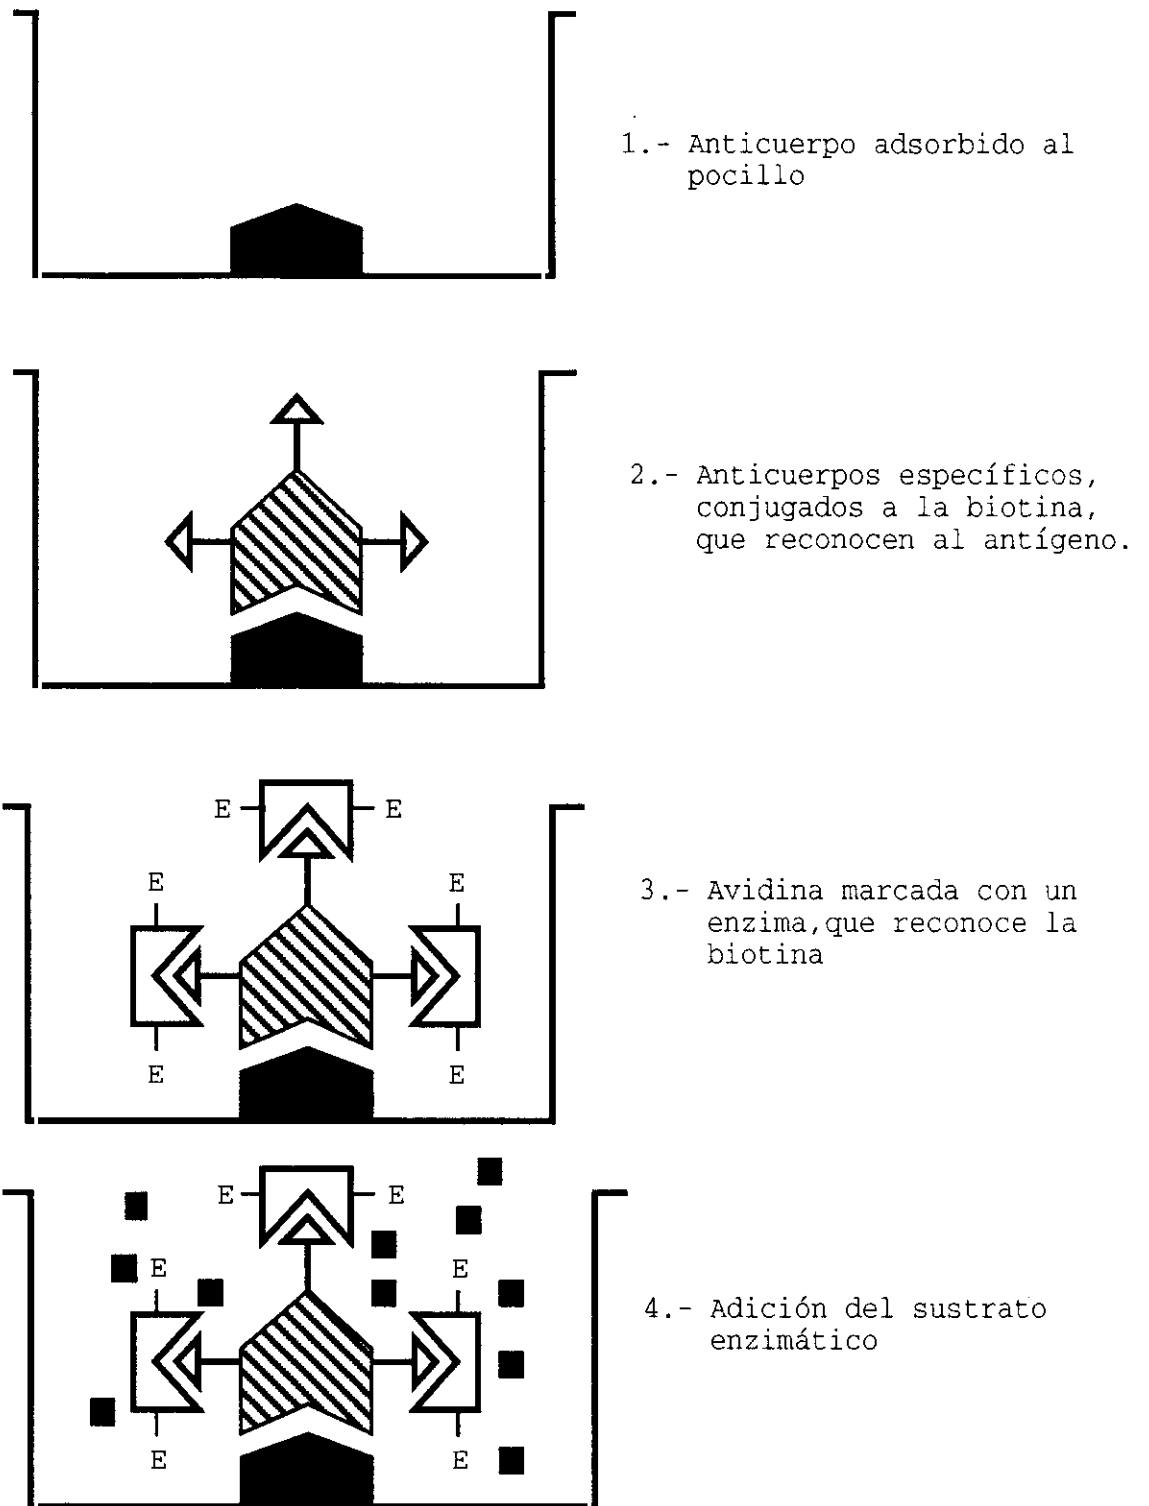 1.- Anticuerpo adsorbido al
pocillo
2.- Anticuerpos específicos,
conjugados a la biotina,
que reconocen al antígeno.
E E
E E
3.- Avidina marcada con un
enzima,que reconoce la
biotina
E E
E E
E E
4.- Adición del sustrato
enzimático
E E